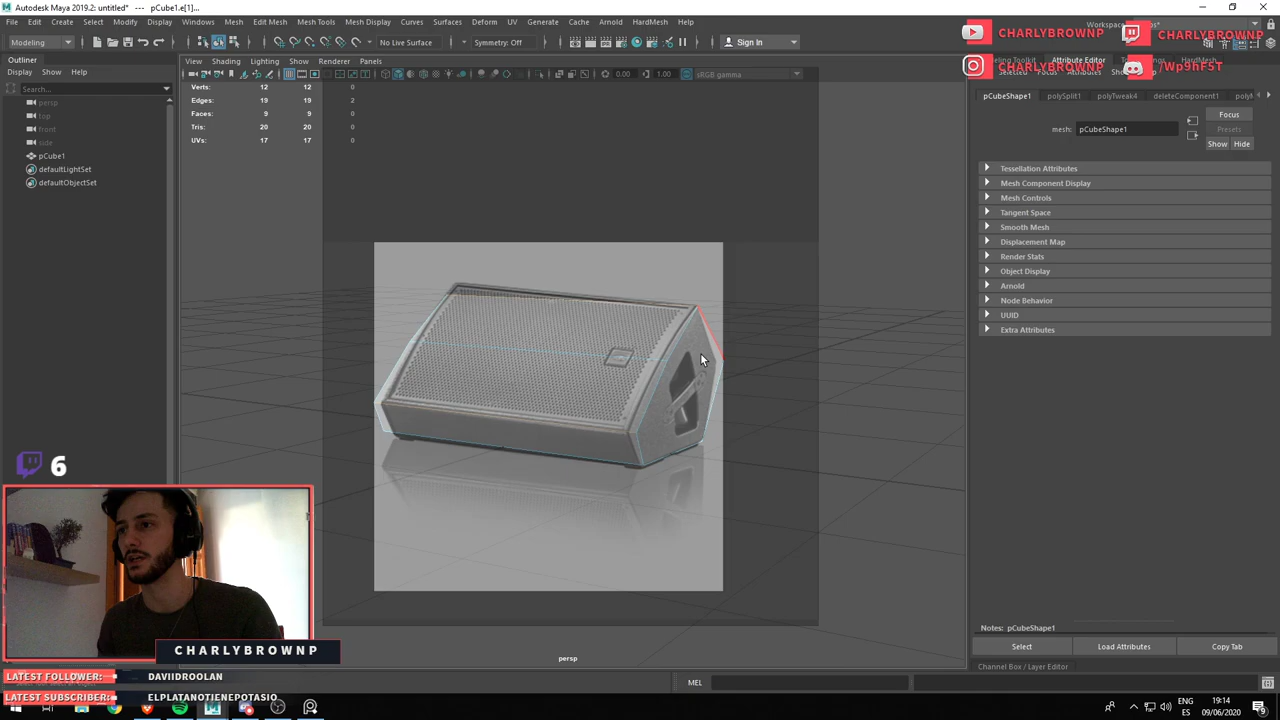 Autodesk Maya 2019.2: untitled*   ---   pCube1.e[1]...
File Edit Create Select Modify Display Windows Mesh Edit Mesh Mesh Tools Mesh Display Curves Surfaces Deform UV Generate Cache Arnold HardMesh Help
Modeling No Live Surface Symmetry: Off Sign In
CHARLYBROWNP
CHARLYBROWNP
CHARLYBROWNP
/Wp9hF5T
Outliner
Display Show Help
Search...
persp
top
front
side
pCube1
defaultLightSet
defaultObjectSet
View Shading Lighting Show Renderer Panels
0.00 1.00 sRGB gamma
Verts: 12 12 0
Edges: 19 19 2
Faces: 9 9 0
Tris: 20 20 0
UVs: 17 17 0
persp
Attribute Editor
pCubeShape1 polySplit1 polyTweak4 deleteComponent1
mesh: pCubeShape1
Focus
Presets
Show Hide
Tessellation Attributes
Mesh Component Display
Mesh Controls
Tangent Space
Smooth Mesh
Displacement Map
Render Stats
Object Display
Arnold
Node Behavior
UUID
Extra Attributes
Notes: pCubeShape1
Select Load Attributes Copy Tab
Channel Box / Layer Editor
MEL
6
CHARLYBROWNP
LATEST FOLLOWER: DAVIIDROOLAN
LATEST SUBSCRIBER: ELPLATANOTIENEPOTASIO
ENG
ES
19:14
09/06/2020